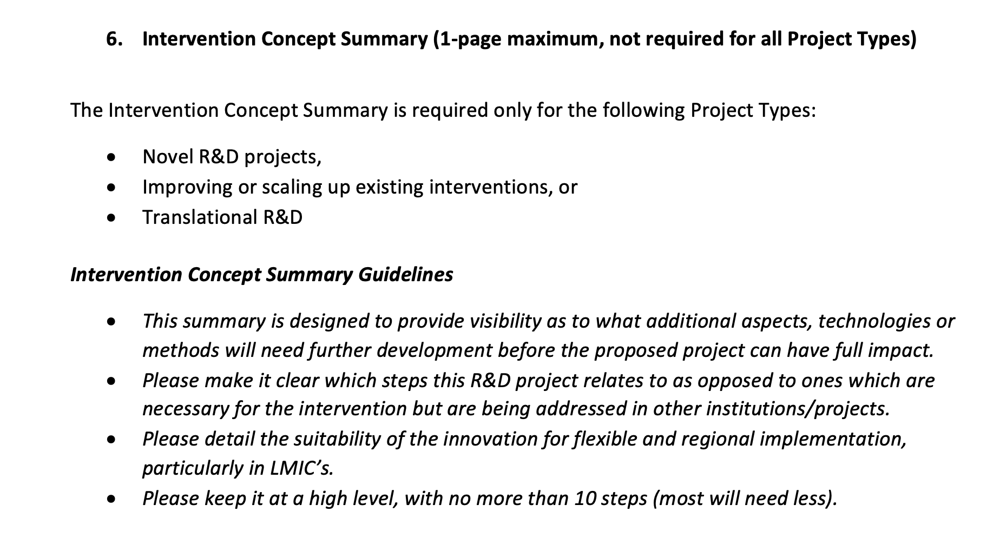 6. Intervention Concept Summary (1-page maximum, not required for all Project Types)
The Intervention Concept Summary is required only for the following Project Types:
• Novel R&D projects,
• Improving or scaling up existing interventions, or
• Translational R&D
Intervention Concept Summary Guidelines
• This summary is designed to provide visibility as to what additional aspects, technologies or
methods will need further development before the proposed project can have full impact.
• Please make it clear which steps this R&D project relates to as opposed to ones which are
necessary for the intervention but are being addressed in other institutions/projects.
• Please detail the suitability of the innovation for flexible and regional implementation,
particularly in LMIC’s.
• Please keep it at a high level, with no more than 10 steps (most will need less).